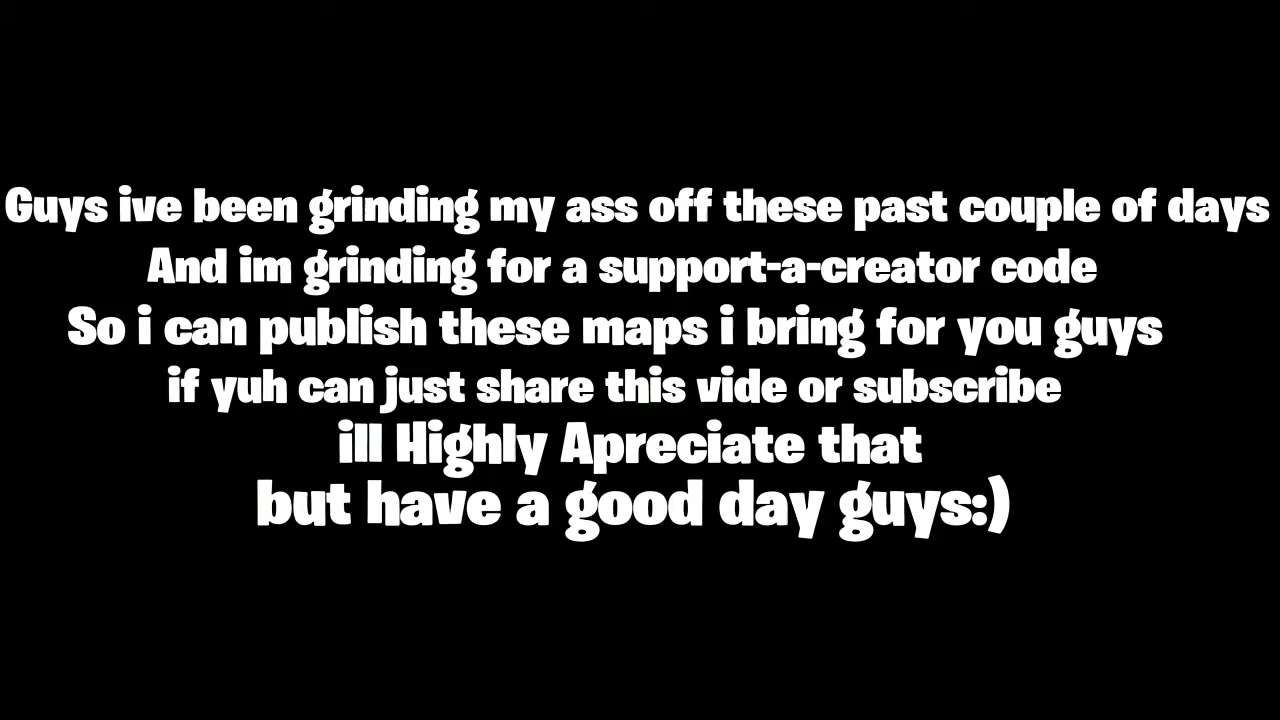 Guys ive been grinding my ass off these past couple of days
And im grinding for a support-a-creator code
So i can publish these maps i bring for you guys
if yuh can just share this vide or subscribe
ill Highly Apreciate that
but have a good day guys:)